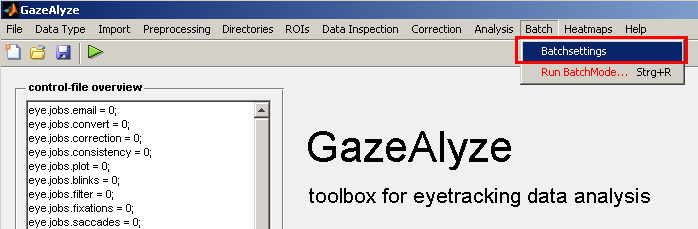 GazeAlyze
File Data Type Import Preprocessing Directories ROIs Data Inspection Correction Analysis Batch Heatmaps Help
Batchsettings
Run BatchMode... Strg+R
control-file overview
eye.jobs.email = 0;
eye.jobs.convert = 0;
eye.jobs.correction = 0;
eye.jobs.consistency = 0;
eye.jobs.plot = 0;
eye.jobs.blinks = 0;
eye.jobs.filter = 0;
eye.jobs.fixations = 0;
eye.jobs.saccades = 0;
GazeAlyze
toolbox for eyetracking data analysis